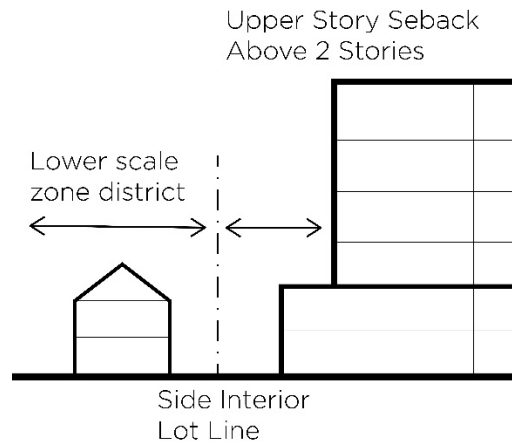 Upper Story Seback
Above 2 Stories
Lower scale
zone district
Side Interior
Lot Line